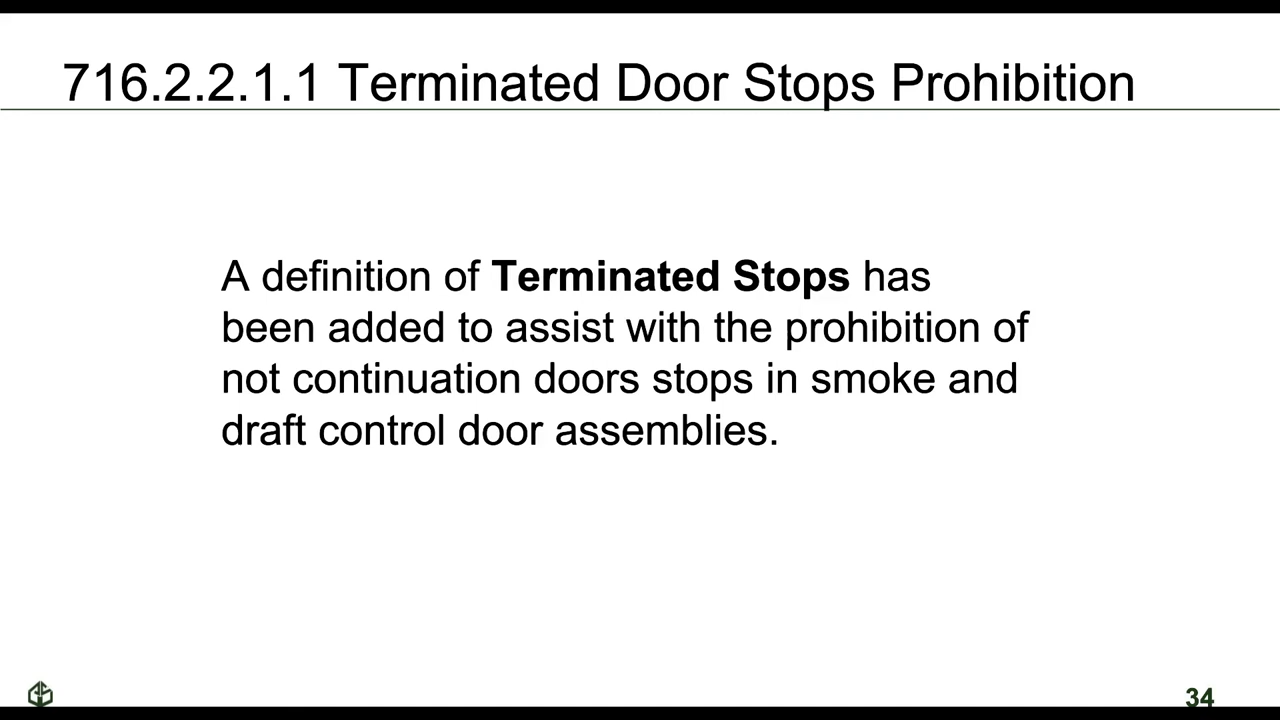 716.2.2.1.1 Terminated Door Stops Prohibition
A definition of Terminated Stops has
been added to assist with the prohibition of
not continuation doors stops in smoke and
draft control door assemblies.
34